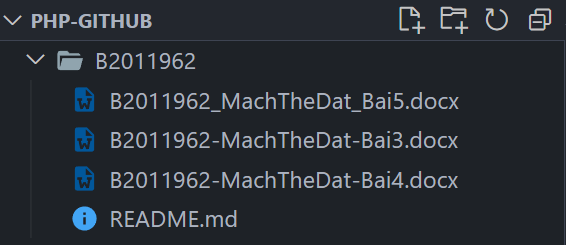 PHP-GITHUB
B2011962
B2011962_MachTheDat_Bai5.docx
B2011962-MachTheDat-Bai3.docx
B2011962-MachTheDat-Bai4.docx
README.md